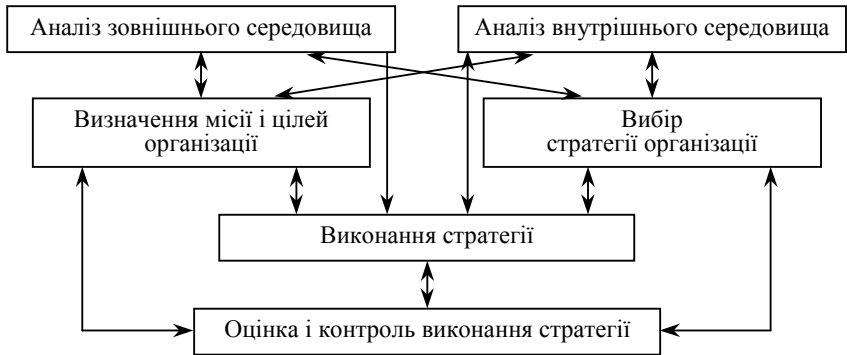 Аналіз зовнішнього середовища
Аналіз внутрішнього середовища
Визначення місії і цілей
організації
Вибір
стратегії організації
Виконання стратегії
Оцінка і контроль виконання стратегії